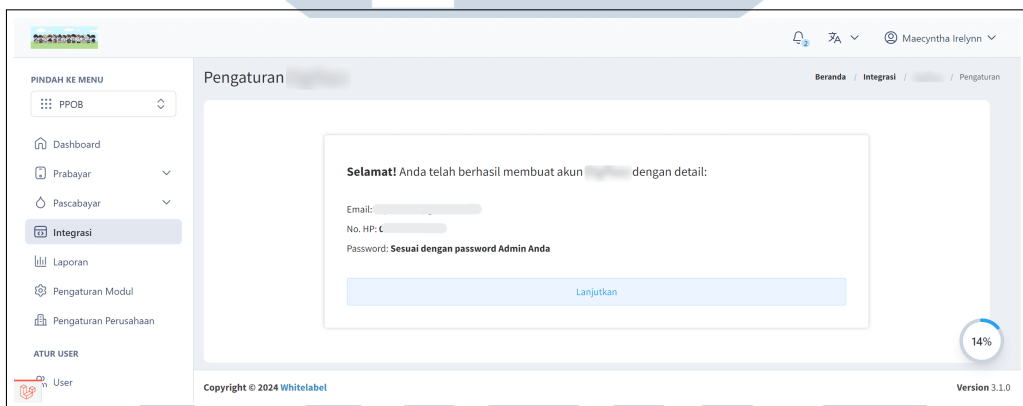 2
Maecyntha Irelynn
PINDAH KE MENU
PPOB
Dashboard
Prabayar
Pascabayar
Integrasi
Laporan
Pengaturan Modul
Pengaturan Perusahaan
ATUR USER
User
Pengaturan
Beranda / Integrasi / / Pengaturan
Selamat! Anda telah berhasil membuat akun dengan detail:
Email:
No. HP:
Password: Sesuai dengan password Admin Anda
Lanjutkan
14%
Copyright © 2024 Whitelabel
Version 3.1.0